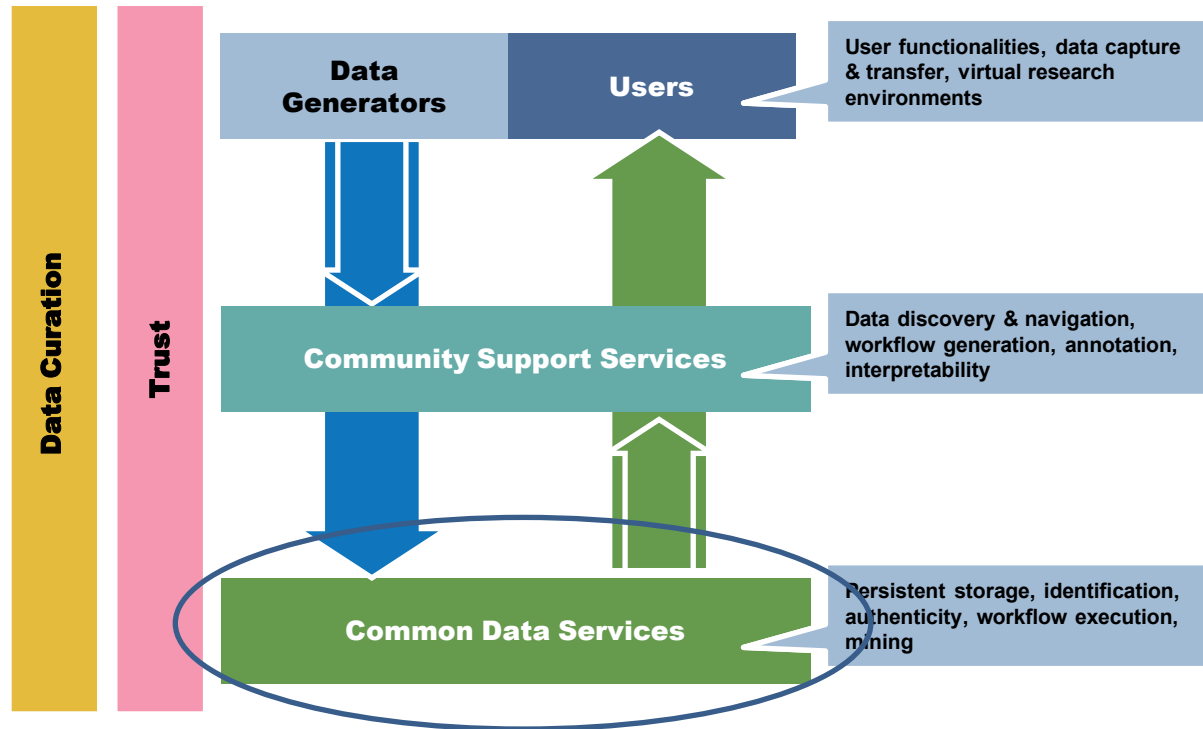 Data Curation
Trust
Data
Generators
Users
User functionalities, data capture
& transfer, virtual research
environments
Community Support Services
Data discovery & navigation,
workflow generation, annotation,
interpretability
Common Data Services
Persistent storage, identification,
authenticity, workflow execution,
mining